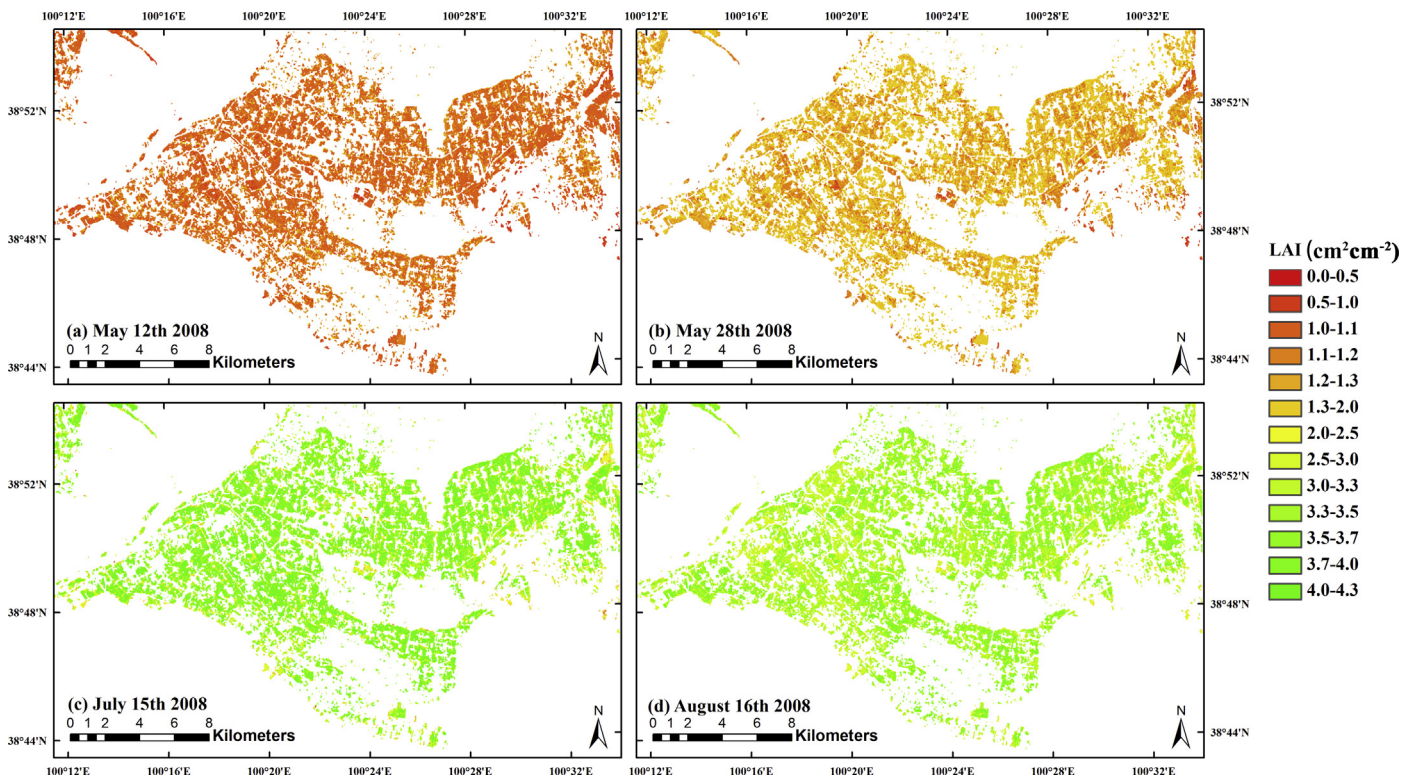 100°12'E 100°16'E 100°20'E 100°24'E 100°28'E 100°32'E 100°12'E 100°16'E 100°20'E 100°24'E 100°28'E 100°32'E
38°52'N 38°52'N
38°48'N 38°48'N
38°44'N 38°44'N
(a) May 12th 2008
0 1 2 4 6 8 Kilometers
N
(b) May 28th 2008
0 1 2 4 6 8 Kilometers
N
LAI (cm²cm⁻²)
0.0-0.5
0.5-1.0
1.0-1.1
1.1-1.2
1.2-1.3
1.3-2.0
2.0-2.5
2.5-3.0
3.0-3.3
3.3-3.5
3.5-3.7
3.7-4.0
4.0-4.3
38°52'N 38°52'N
38°48'N 38°48'N
38°44'N 38°44'N
(c) July 15th 2008
0 1 2 4 6 8 Kilometers
N
(d) August 16th 2008
0 1 2 4 6 8 Kilometers
N
100°12'E 100°16'E 100°20'E 100°24'E 100°28'E 100°32'E 100°12'E 100°16'E 100°20'E 100°24'E 100°28'E 100°32'E